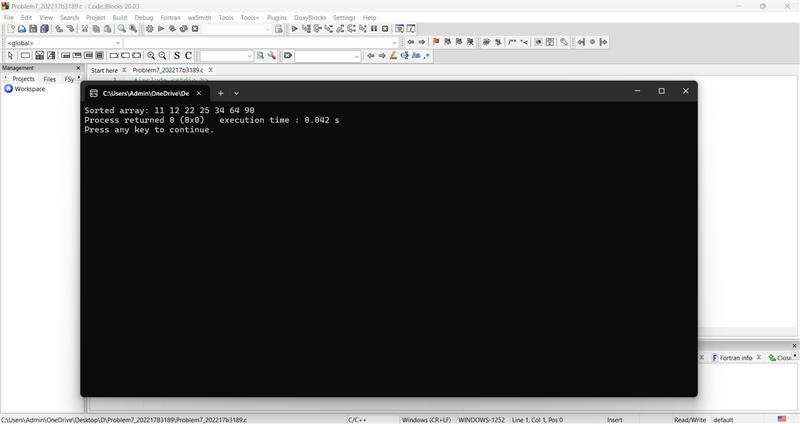 Problem7_202217b3189.c - Code::Blocks 20.03
File Edit View Search Project Build Debug Fortran wxSmith Tools Tools+ Plugins DoxyBlocks Settings Help
<global>
S C
Management
Start here Problem7_202217b3189.c
Projects Files FSy
Workspace
C:\Users\Admin\OneDrive\De
Sorted array: 11 12 22 25 34 64 90
Process returned 0 (0x0) execution time : 0.042 s
Press any key to continue.
Fortran info Close
C:\Users\Admin\OneDrive\Desktop\D\Problem7_202217B3189\Problem7_202217b3189.c C/C++ Windows (CR+LF) WINDOWS-1252 Line 1, Col 1, Pos 0 Insert Read/Write default